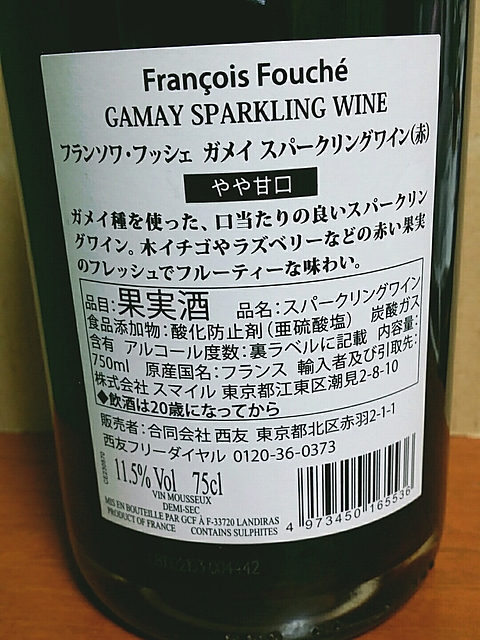 François Fouché
GAMAY SPARKLING WINE
フランソワ・フッシェ ガメイ スパークリングワイン(赤)
やや甘口
ガメイ種を使った、口当たりの良いスパークリン
グワイン。木イチゴやラズベリーなどの赤い果実
のフレッシュでフルーティーな味わい。
品目:果実酒 品名:スパークリングワイン
食品添加物:酸化防止剤(亜硫酸塩) 炭酸ガス
含有 アルコール度数:裏ラベルに記載 内容量:
750ml 原産国名:フランス 輸入者及び引取先:
株式会社 スマイル 東京都江東区潮見2-8-10
◆飲酒は20歳になってから
販売者:合同会社 西友 東京都北区赤羽2-1-1
西友フリーダイヤル 0120-36-0373
11.5% Vol 75cl
VIN MOUSSEUX
DEMI-SEC
MIS EN BOUTEILLE PAR GCF À F-33720 LANDIRAS
PRODUCT OF FRANCE CONTAINS SULPHITES
4 973450 165536